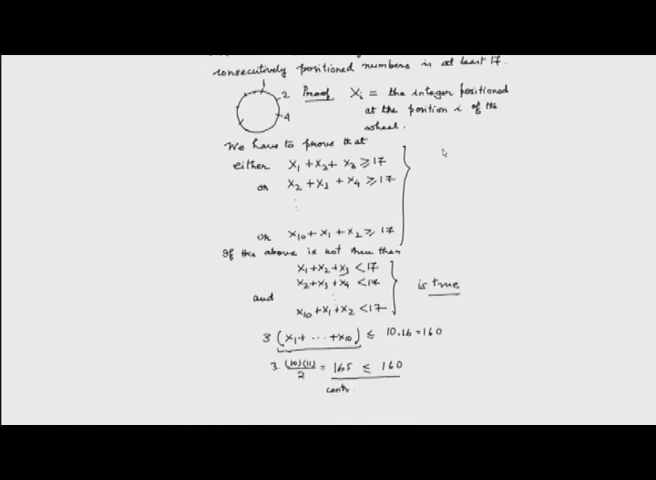 consecutively positioned numbers is at least 17.
1
2
4
Proof
Xi = the integer positioned
at the position i of the
wheel.
We have to prove that
either X1 + X2 + X3 ≥ 17
or X2 + X3 + X4 ≥ 17
⋮
or X10 + X1 + X2 ≥ 17
If the above is not then
X1 + X2 + X3 < 17
X2 + X3 + X4 < 17
and ⋮
X10 + X1 + X2 < 17
is true
3 (X1 + ... + X10) ≤ 10.16 = 160
3. (10)(11)/2 = 165 ≤ 160
contr.